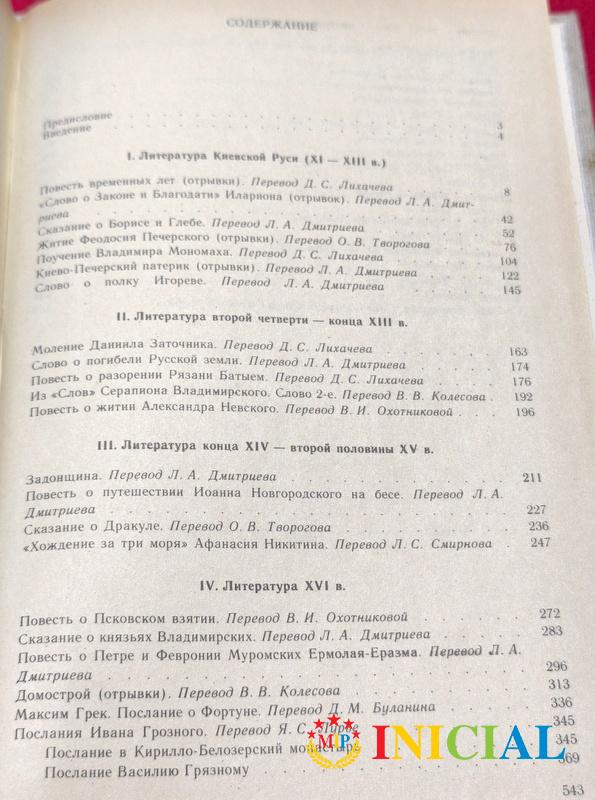 СОДЕРЖАНИЕ
Предисловие . . . 3
Введение . . . 4
I. Литература Киевской Руси (XI — XIII в.)
Повесть временных лет (отрывки). Перевод Д. С. Лихачева . . . 8
«Слово о Законе и Благодати» Илариона (отрывок). Перевод Л. А. Дмит-
риева . . . 42
Сказание о Борисе и Глебе. Перевод Л. А. Дмитриева . . . 52
Житие Феодосия Печерского (отрывки). Перевод О. В. Творогова . . . 76
Поучение Владимира Мономаха. Перевод Д. С. Лихачева . . . 104
Киево-Печерский патерик (отрывки). Перевод Л. А. Дмитриева . . . 122
Слово о полку Игореве. Перевод Л. А. Дмитриева . . . 145
II. Литература второй четверти — конца XIII в.
Моление Даниила Заточника. Перевод Д. С. Лихачева . . . 163
Слово о погибели Русской земли. Перевод Л. А. Дмитриева . . . 174
Повесть о разорении Рязани Батыем. Перевод Д. С. Лихачева . . . 176
Из «Слов» Серапиона Владимирского. Слово 2-е. Перевод В. В. Колесова . 192
Повесть о житии Александра Невского. Перевод В. И. Охотниковой . . 196
III. Литература конца XIV — второй половины XV в.
Задонщина. Перевод Л. А. Дмитриева . . . 211
Повесть о путешествии Иоанна Новгородского на бесе. Перевод Л. А.
Дмитриева . . . 227
Сказание о Дракуле. Перевод О. В. Творогова . . . 236
«Хождение за три моря» Афанасия Никитина. Перевод Л. С. Смирнова . 247
IV. Литература XVI в.
Повесть о Псковском взятии. Перевод В. И. Охотниковой . . . 272
Сказание о князьях Владимирских. Перевод Л. А. Дмитриева . . . 283
Повесть о Петре и Февронии Муромских Ермолая-Еразма. Перевод Л. А.
Дмитриева . . . 296
Домострой (отрывки). Перевод В. В. Колесова . . . 313
Максим Грек. Послание о Фортуне. Перевод Д. М. Буланина . . . 336
Послания Ивана Грозного. Перевод Я. С. Лурье . . . 345
Послание в Кирилло-Белозерский монастырь 345
Послание Василию Грязному . . . 369
MP INICIAL
543